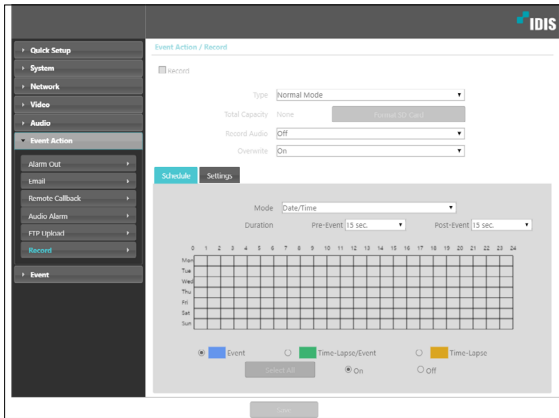 IDIS
Quick Setup
System
Network
Video
Audio
Event Action
Alarm Out
Email
Remote Callback
Audio Alarm
FTP Upload
Record
Event
Event Action / Record
Record
Type Normal Mode
Total Capacity None Format SD Card
Record Audio Off
Overwrite On
Schedule Settings
Mode Date/Time
Duration Pre-Event 15 sec. Post-Event 15 sec.
0 1 2 3 4 5 6 7 8 9 10 11 12 13 14 15 16 17 18 19 20 21 22 23 24
Mon
Tue
Wed
Thu
Fri
Sat
Sun
Event Time-Lapse/Event Time-Lapse
Select All On Off
Save